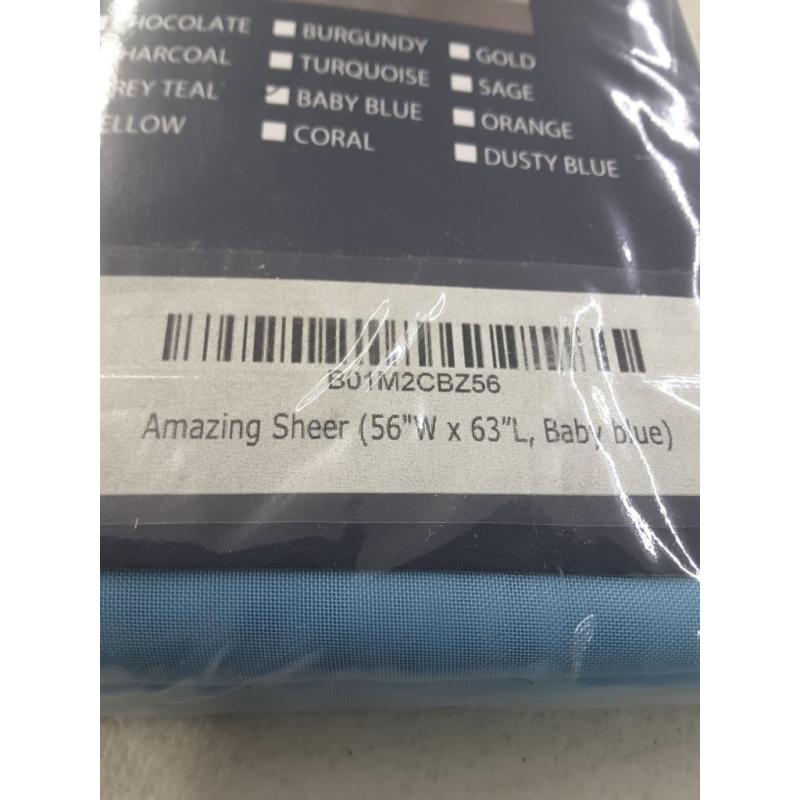 HOCOLATE
HARCOAL
REY TEAL
ELLOW
BURGUNDY
TURQUOISE
BABY BLUE
CORAL
GOLD
SAGE
ORANGE
DUSTY BLUE
B01M2CBZ56
Amazing Sheer (56"W x 63"L, Baby blue)